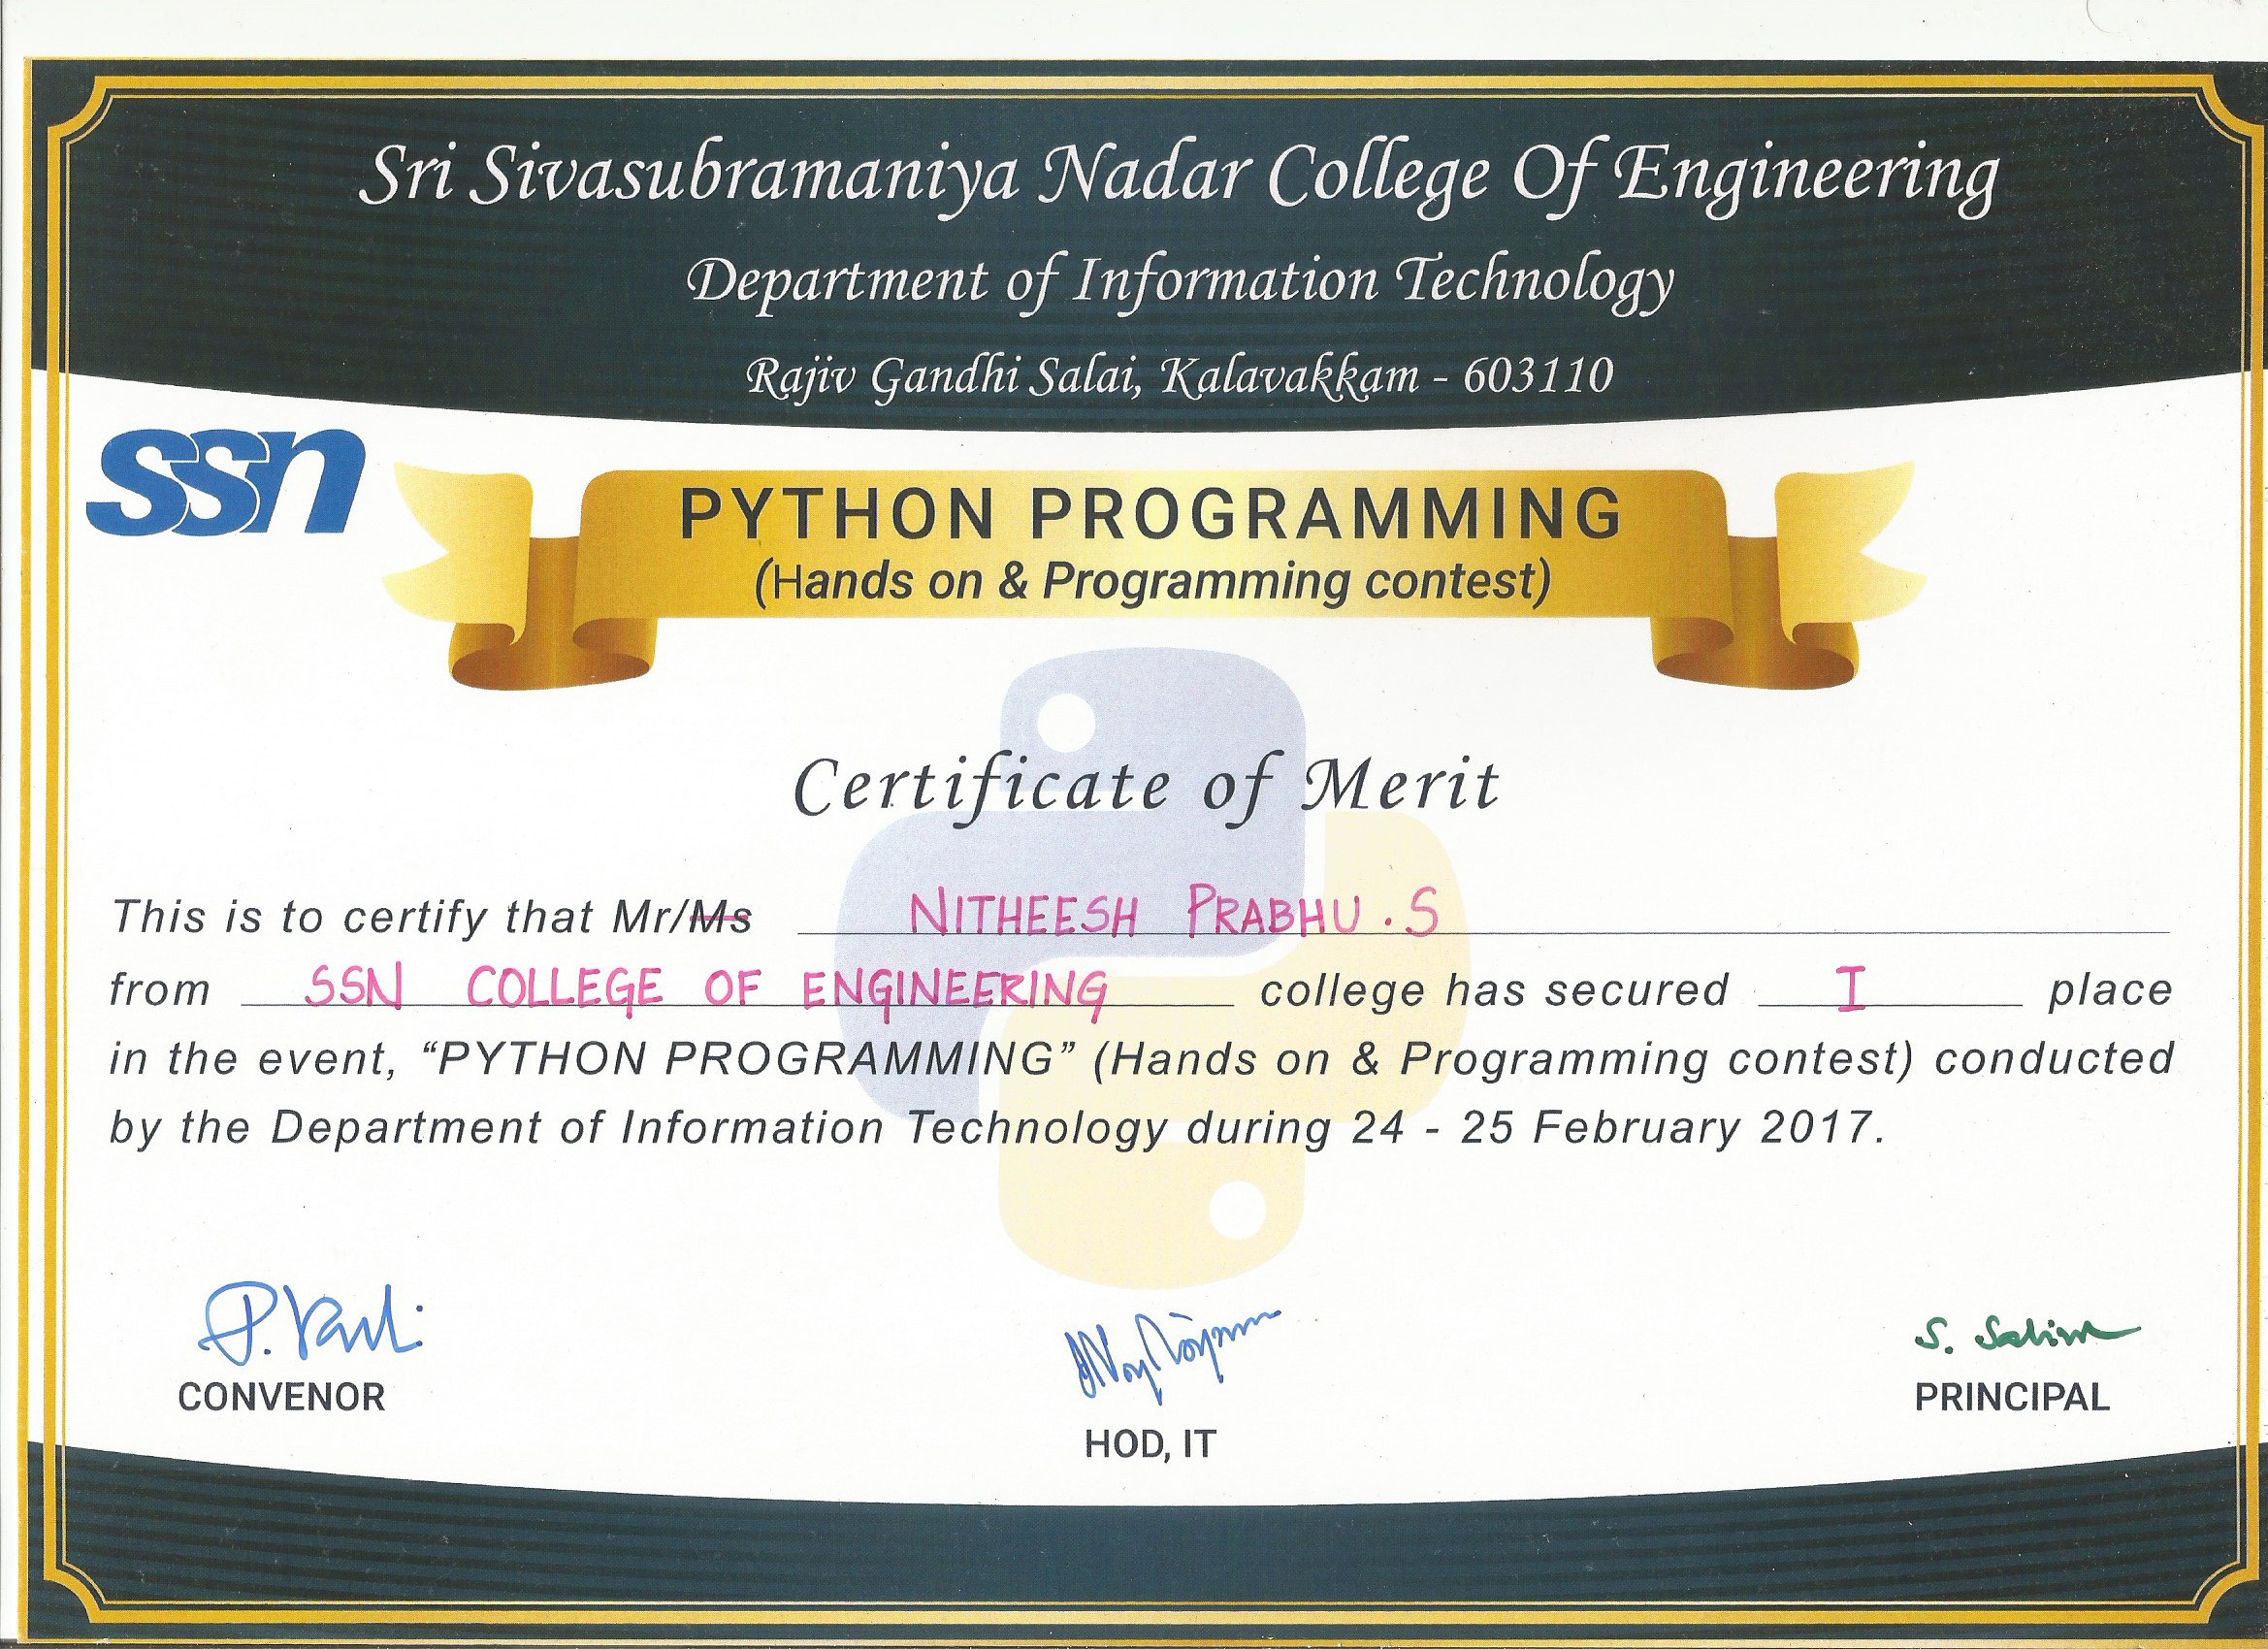 Sri Sivasubramaniya Nadar College Of Engineering
Department of Information Technology
Rajiv Gandhi Salai, Kalavakkam - 603110
ssn
PYTHON PROGRAMMING
(Hands on & Programming contest)
Certificate of Merit
This is to certify that Mr/Ms NITHEESH PRABHU . S
from SSN COLLEGE OF ENGINEERING college has secured I place
in the event, “PYTHON PROGRAMMING” (Hands on & Programming contest) conducted
by the Department of Information Technology during 24 - 25 February 2017.
CONVENOR
HOD, IT
PRINCIPAL